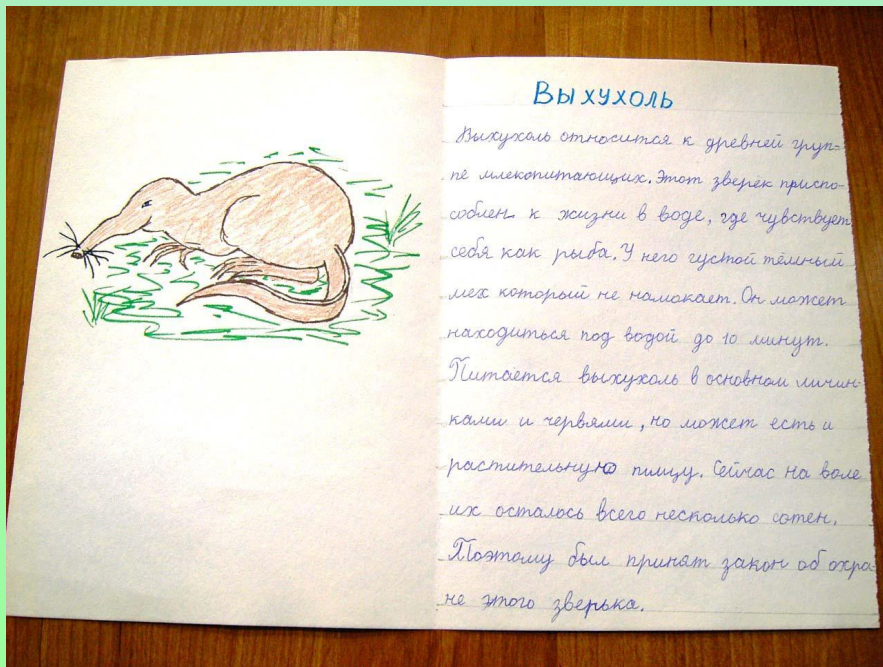 Выхухоль
Выхухоль относится к древней груп-
пе млекопитающих. Этот зверёк приспо-
соблен к жизни в воде, где чувствует
себя как рыба. У него густой тёмный
мех который не намокает. Он может
находиться под водой до 10 минут.
Питается выхухоль в основном личин-
ками и червями, но может есть и
растительную пищу. Сейчас на воле
их осталось всего несколько сотен.
Поэтому был принят закон об охра-
не этого зверька.